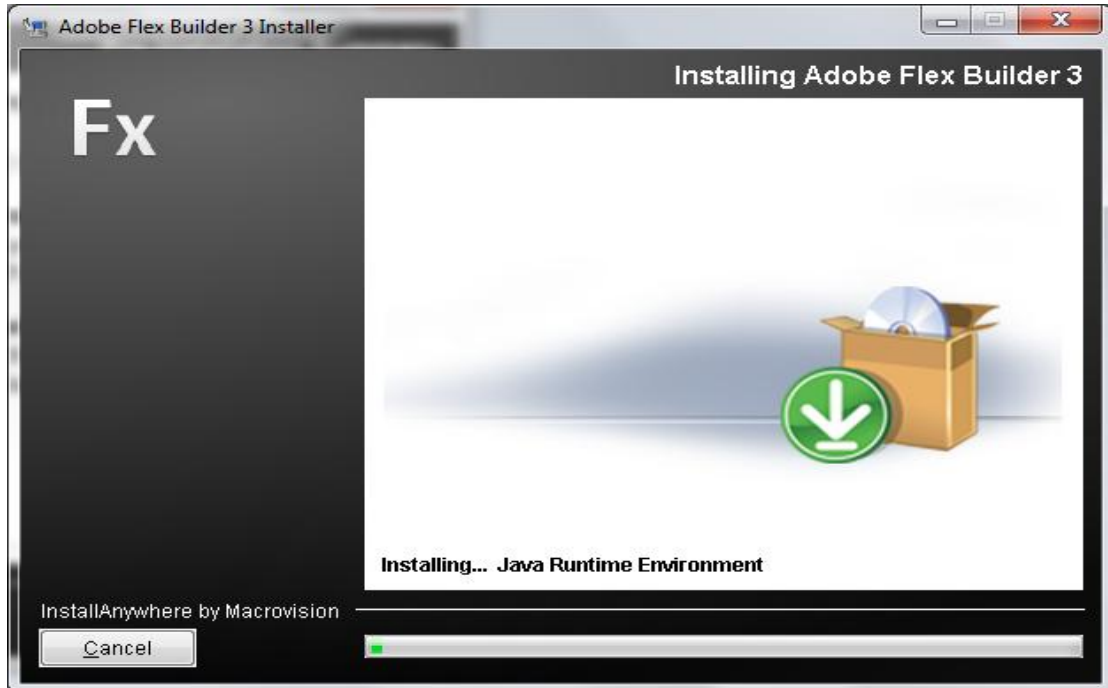 Adobe Flex Builder 3 Installer
Installing Adobe Flex Builder 3
Fx
Installing... Java Runtime Environment
InstallAnywhere by Macrovision
Cancel